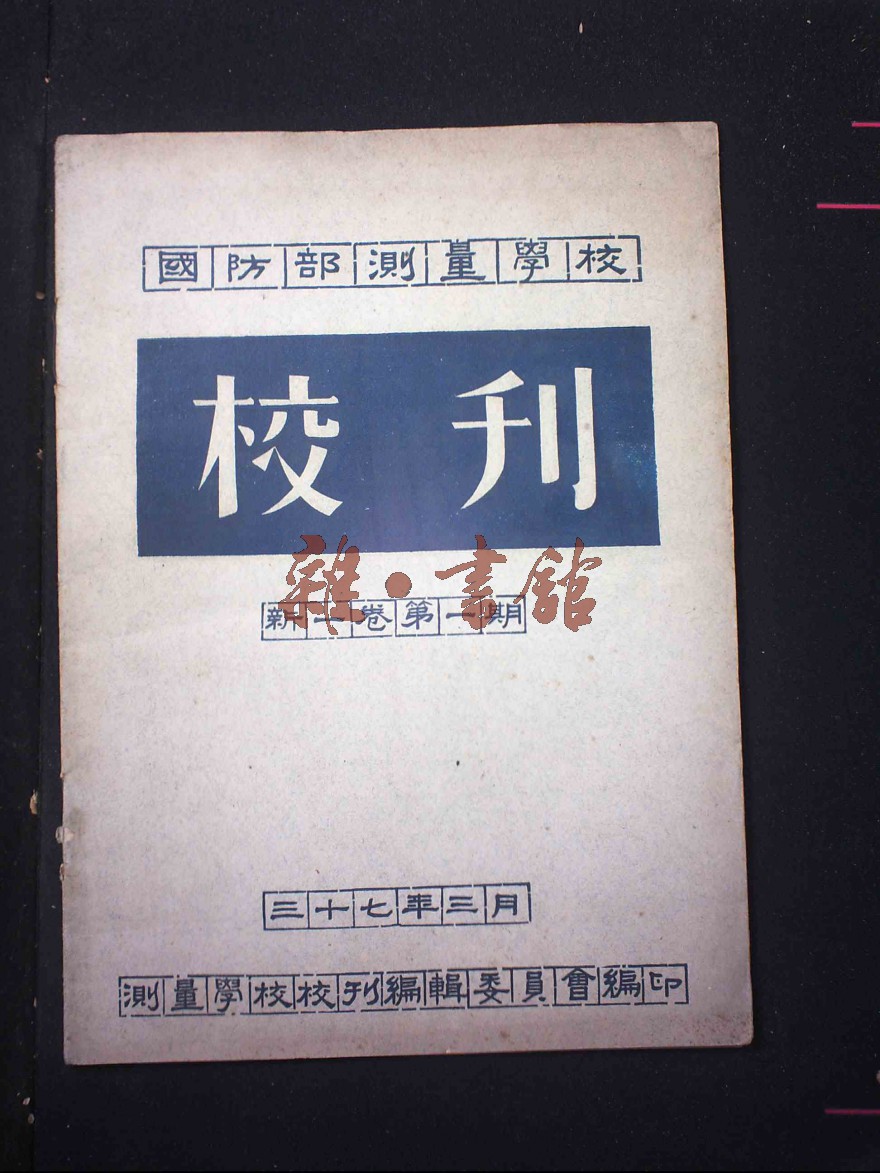 國防部測量學校
校刊
雜·書館
新一卷第一期
三十七年三月
測量學校校刊編輯委員會編印